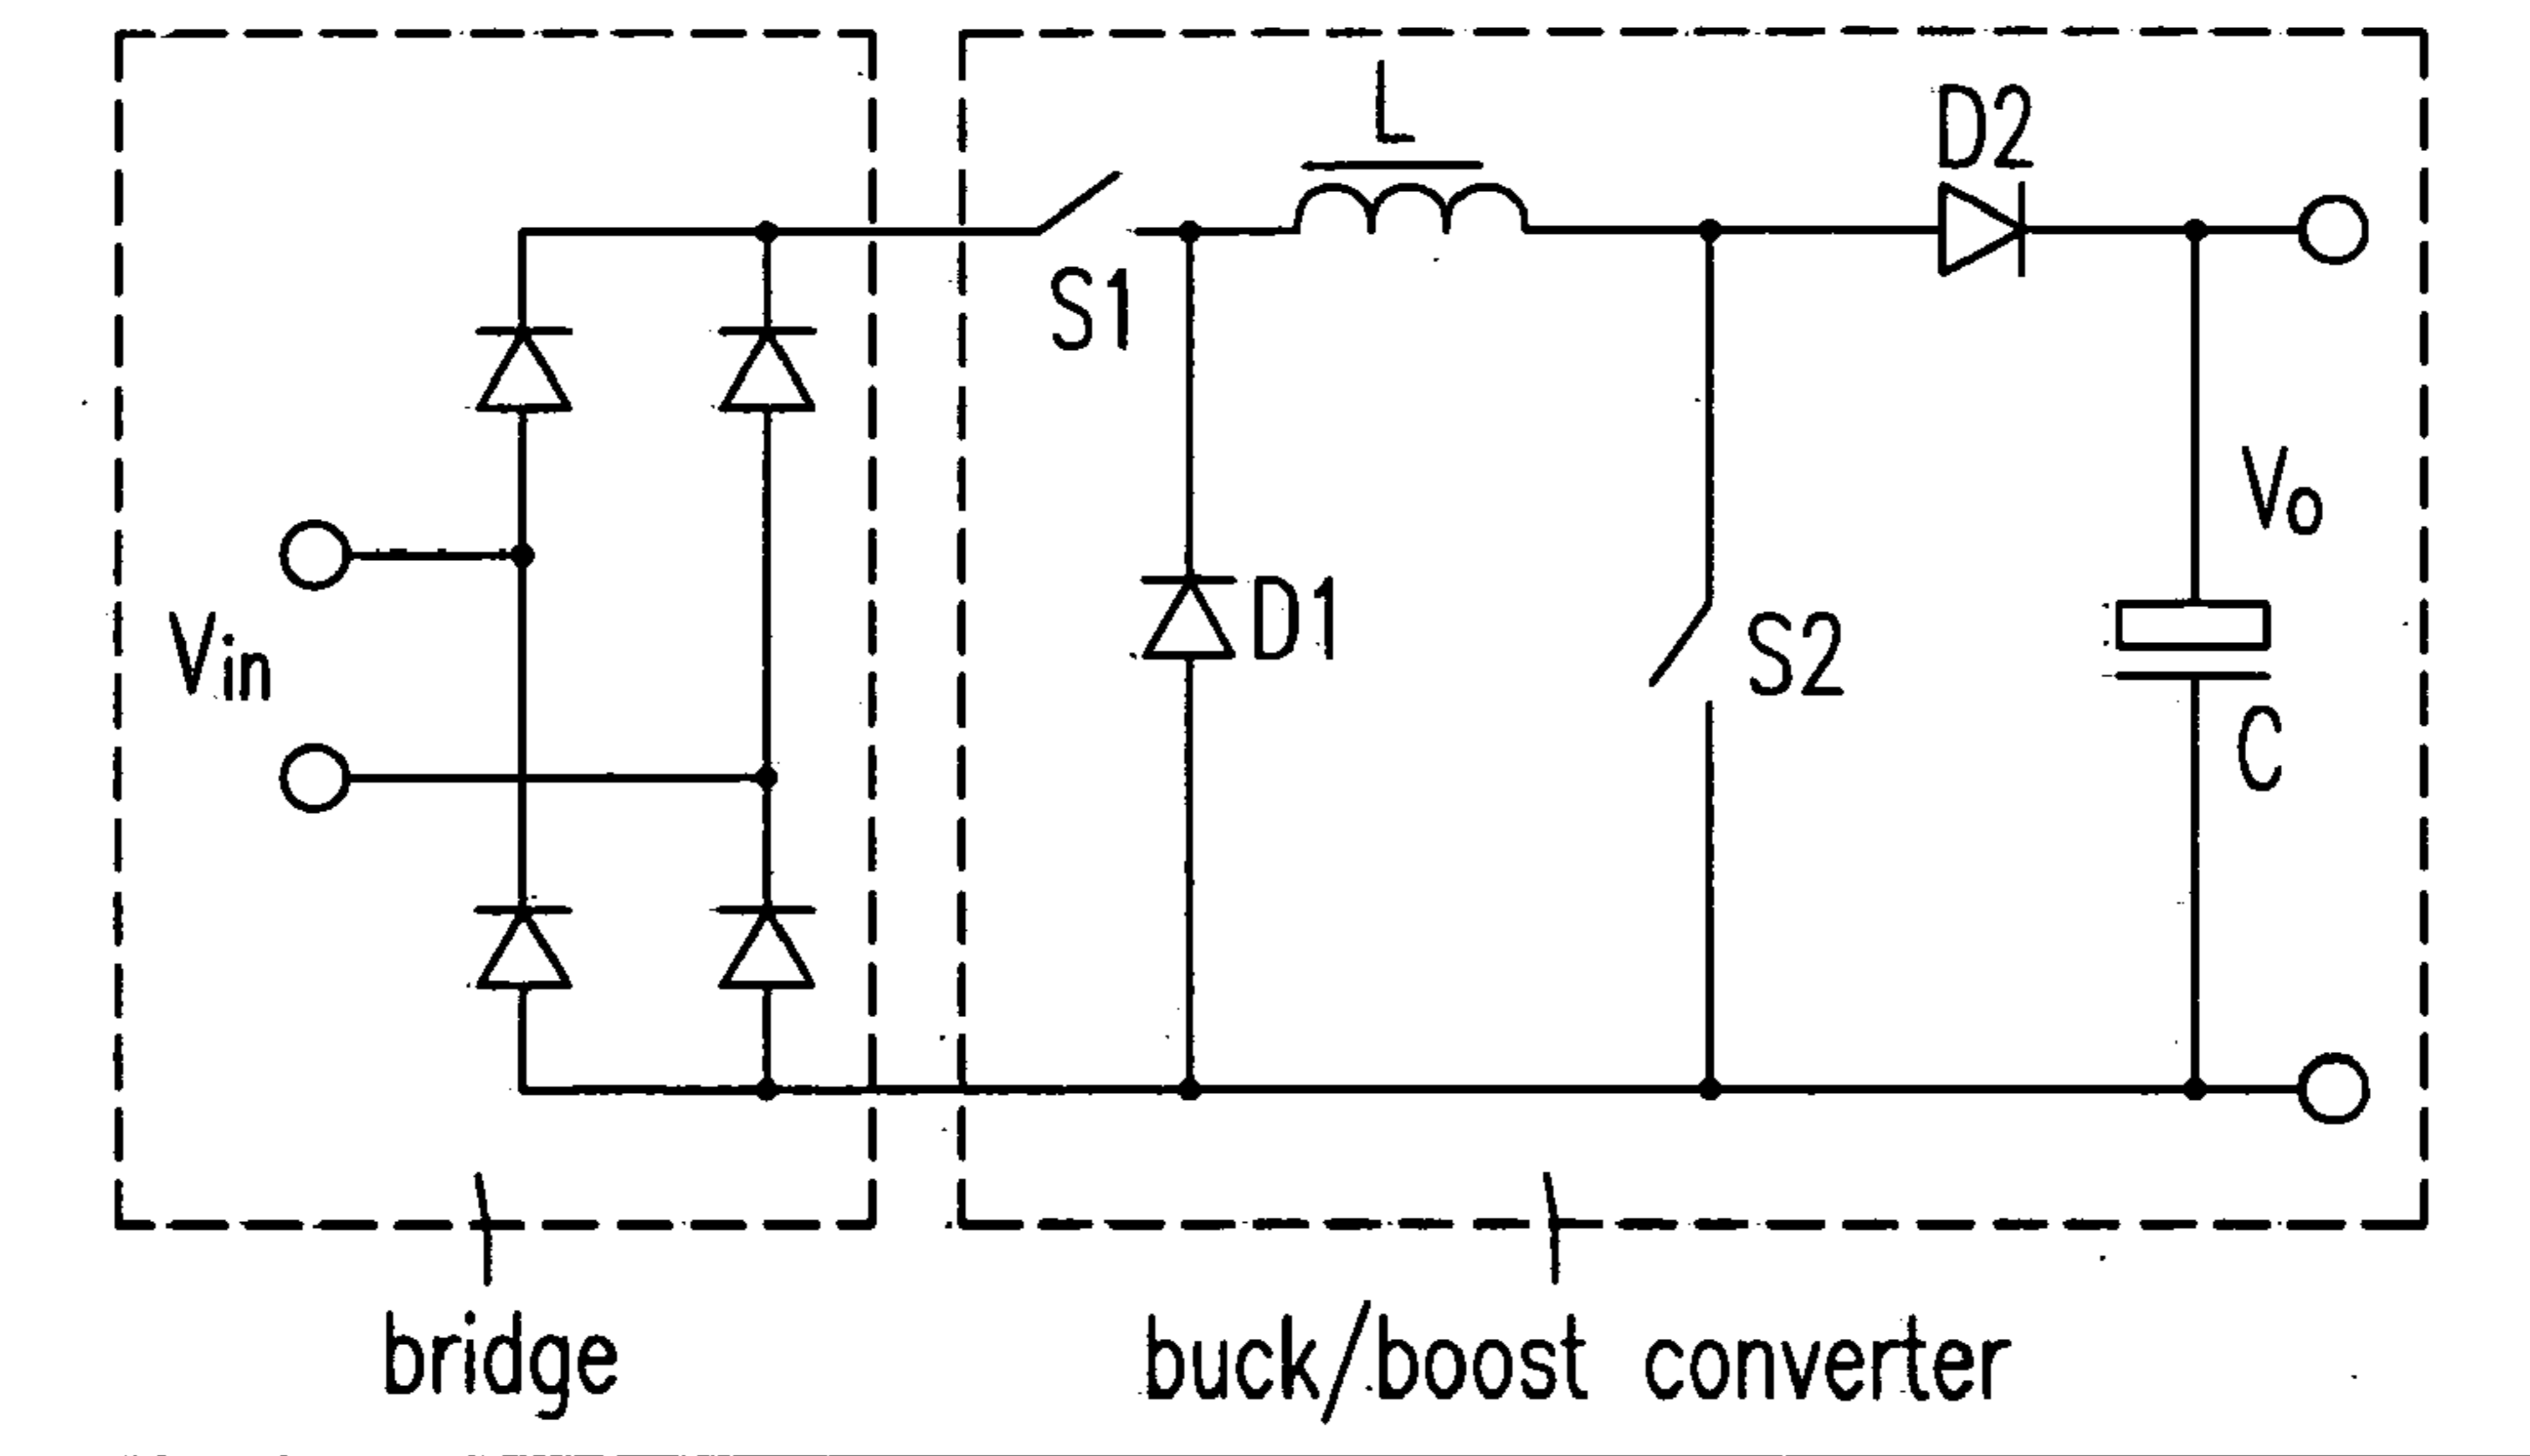 L
D2
S1
Vo
D1
Vin
S2
C
bridge
buck/boost converter